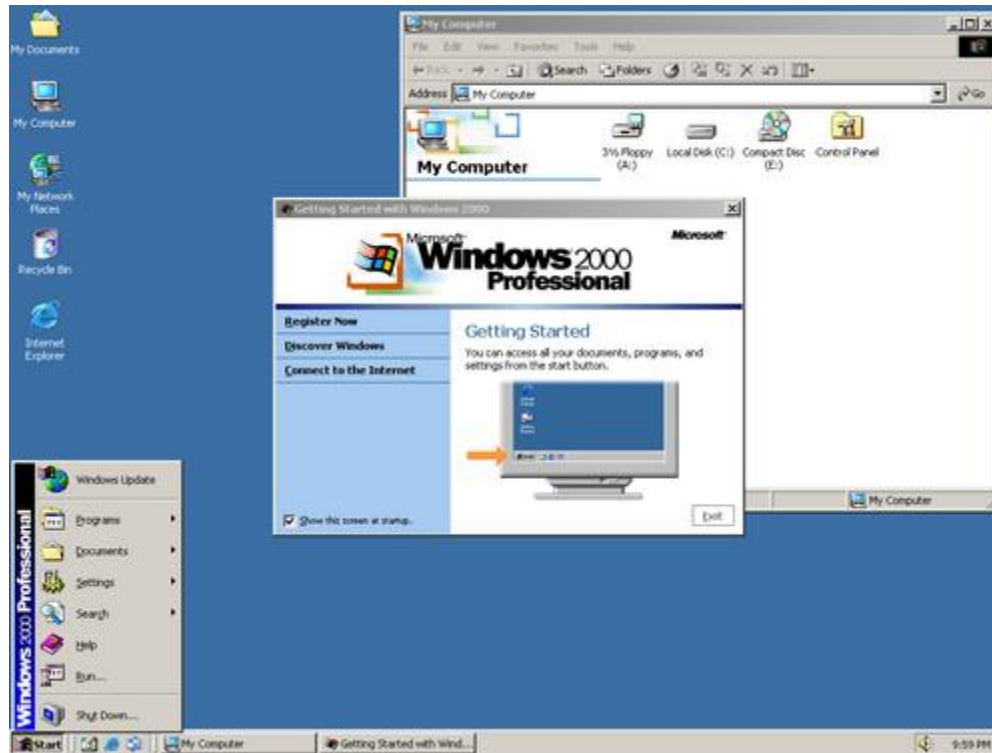 My Documents
My Computer
My Network
Places
Recycle Bin
Internet
Explorer
My Computer
File Edit View Favorites Tools Help
Back Search Folders
Address My Computer Go
My Computer
3½ Floppy
(A:)
Local Disk (C:)
Compact Disc
(E:)
Control Panel
My Computer
Getting Started with Windows 2000
Microsoft
Windows 2000
Professional
Microsoft
Register Now
Discover Windows
Connect to the Internet
Getting Started
You can access all your documents, programs, and
settings from the start button.
Show this screen at startup.
Exit
Windows 2000 Professional
Windows Update
Programs
Documents
Settings
Search
Help
Run...
Shut Down...
Start
My Computer
Getting Started with Wind...
9:59 PM